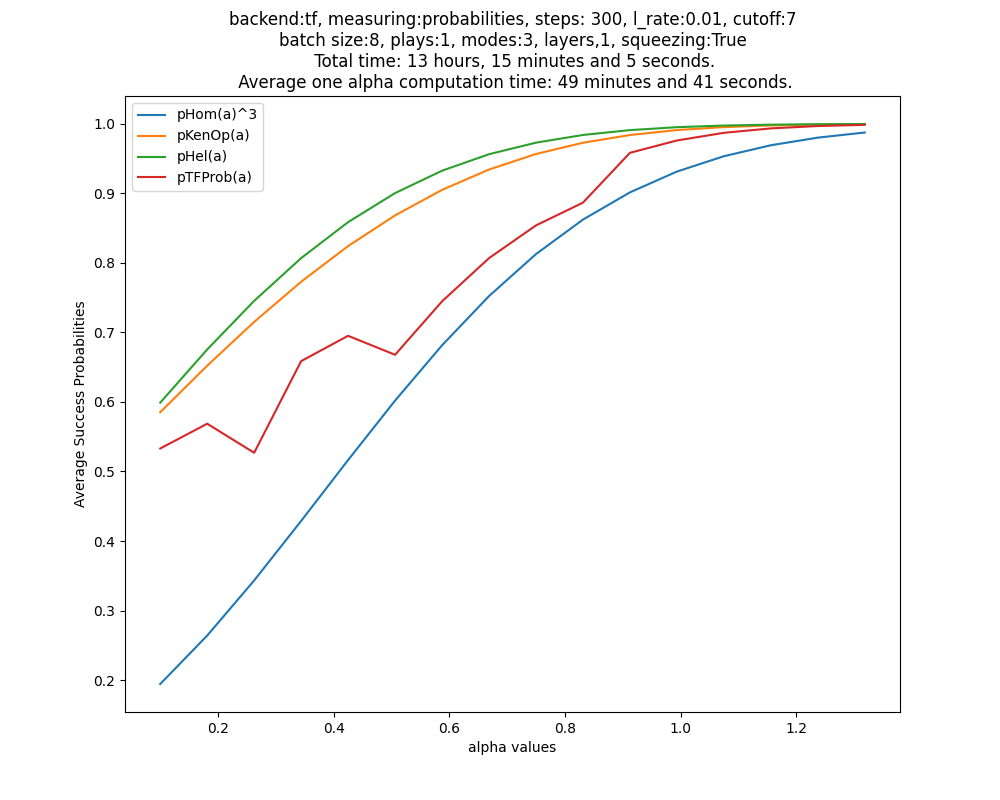 backend:tf, measuring:probabilities, steps: 300, l_rate:0.01, cutoff:7
batch size:8, plays:1, modes:3, layers,1, squeezing:True
Total time: 13 hours, 15 minutes and 5 seconds.
Average one alpha computation time: 49 minutes and 41 seconds.
pHom(a)^3
pKenOp(a)
pHel(a)
pTFProb(a)
Average Success Probabilities
1.0
0.9
0.8
0.7
0.6
0.5
0.4
0.3
0.2
0.2 0.4 0.6 0.8 1.0 1.2
alpha values